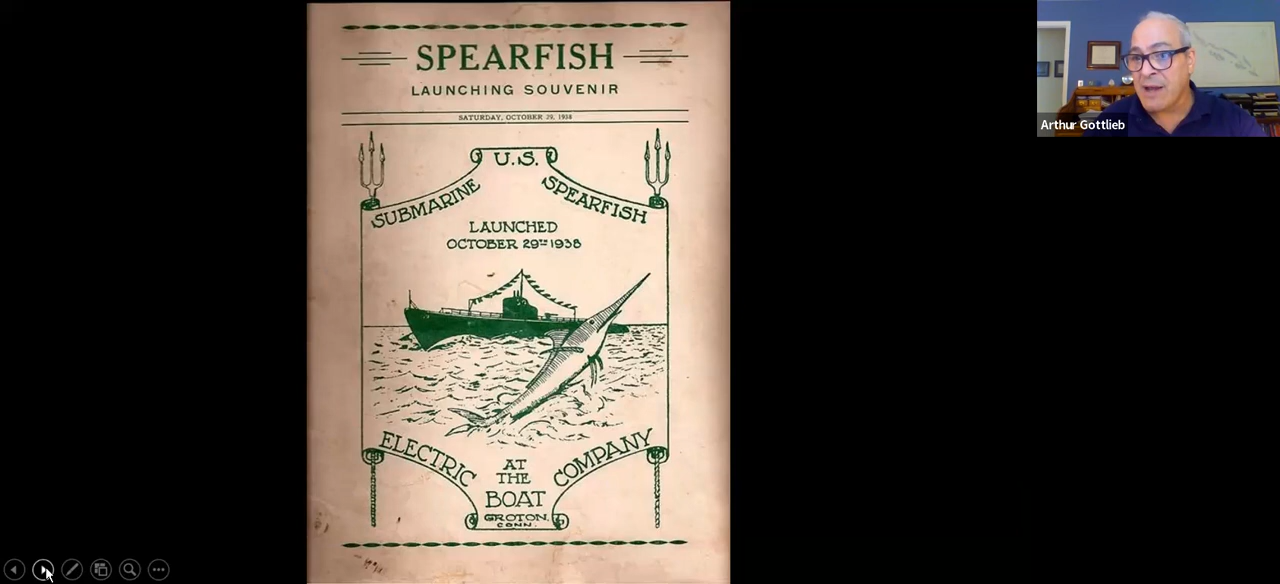 SPEARFISH
LAUNCHING SOUVENIR
SATURDAY, OCTOBER 29, 1938
U.S.
SUBMARINE SPEARFISH
LAUNCHED
OCTOBER 29TH 1938
ELECTRIC BOAT COMPANY
AT
THE
GROTON,
CONN.
Arthur Gottlieb